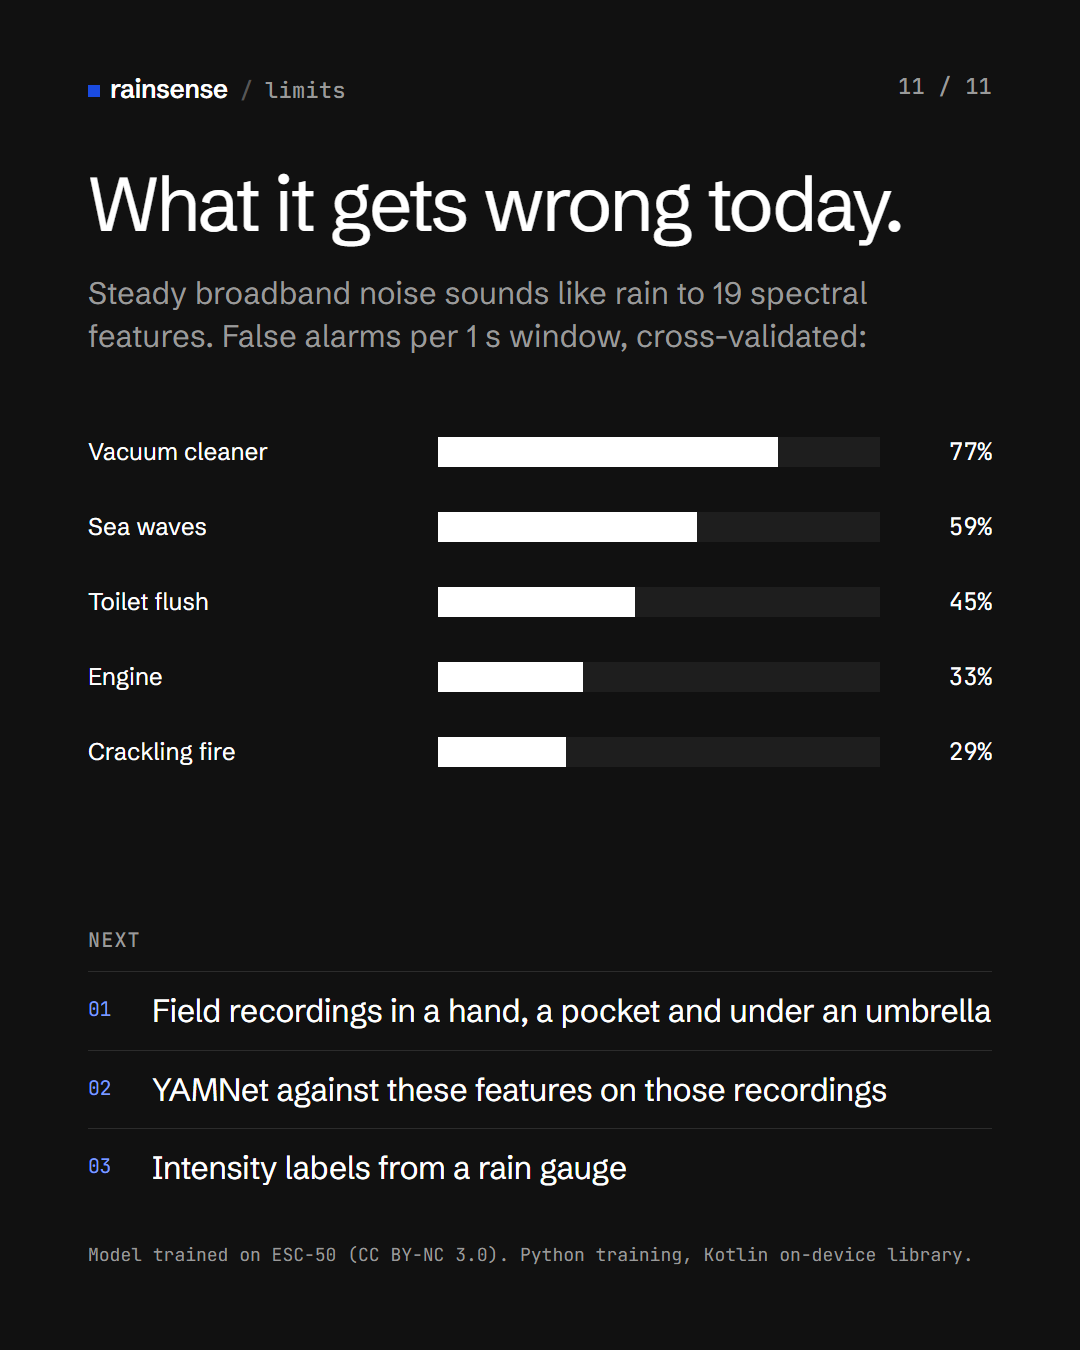 rainsense / limits
11 / 11
What it gets wrong today.
Steady broadband noise sounds like rain to 19 spectral
features. False alarms per 1 s window, cross-validated:
Vacuum cleaner 77%
Sea waves 59%
Toilet flush 45%
Engine 33%
Crackling fire 29%
NEXT
01 Field recordings in a hand, a pocket and under an umbrella
02 YAMNet against these features on those recordings
03 Intensity labels from a rain gauge
Model trained on ESC-50 (CC BY-NC 3.0). Python training, Kotlin on-device library.